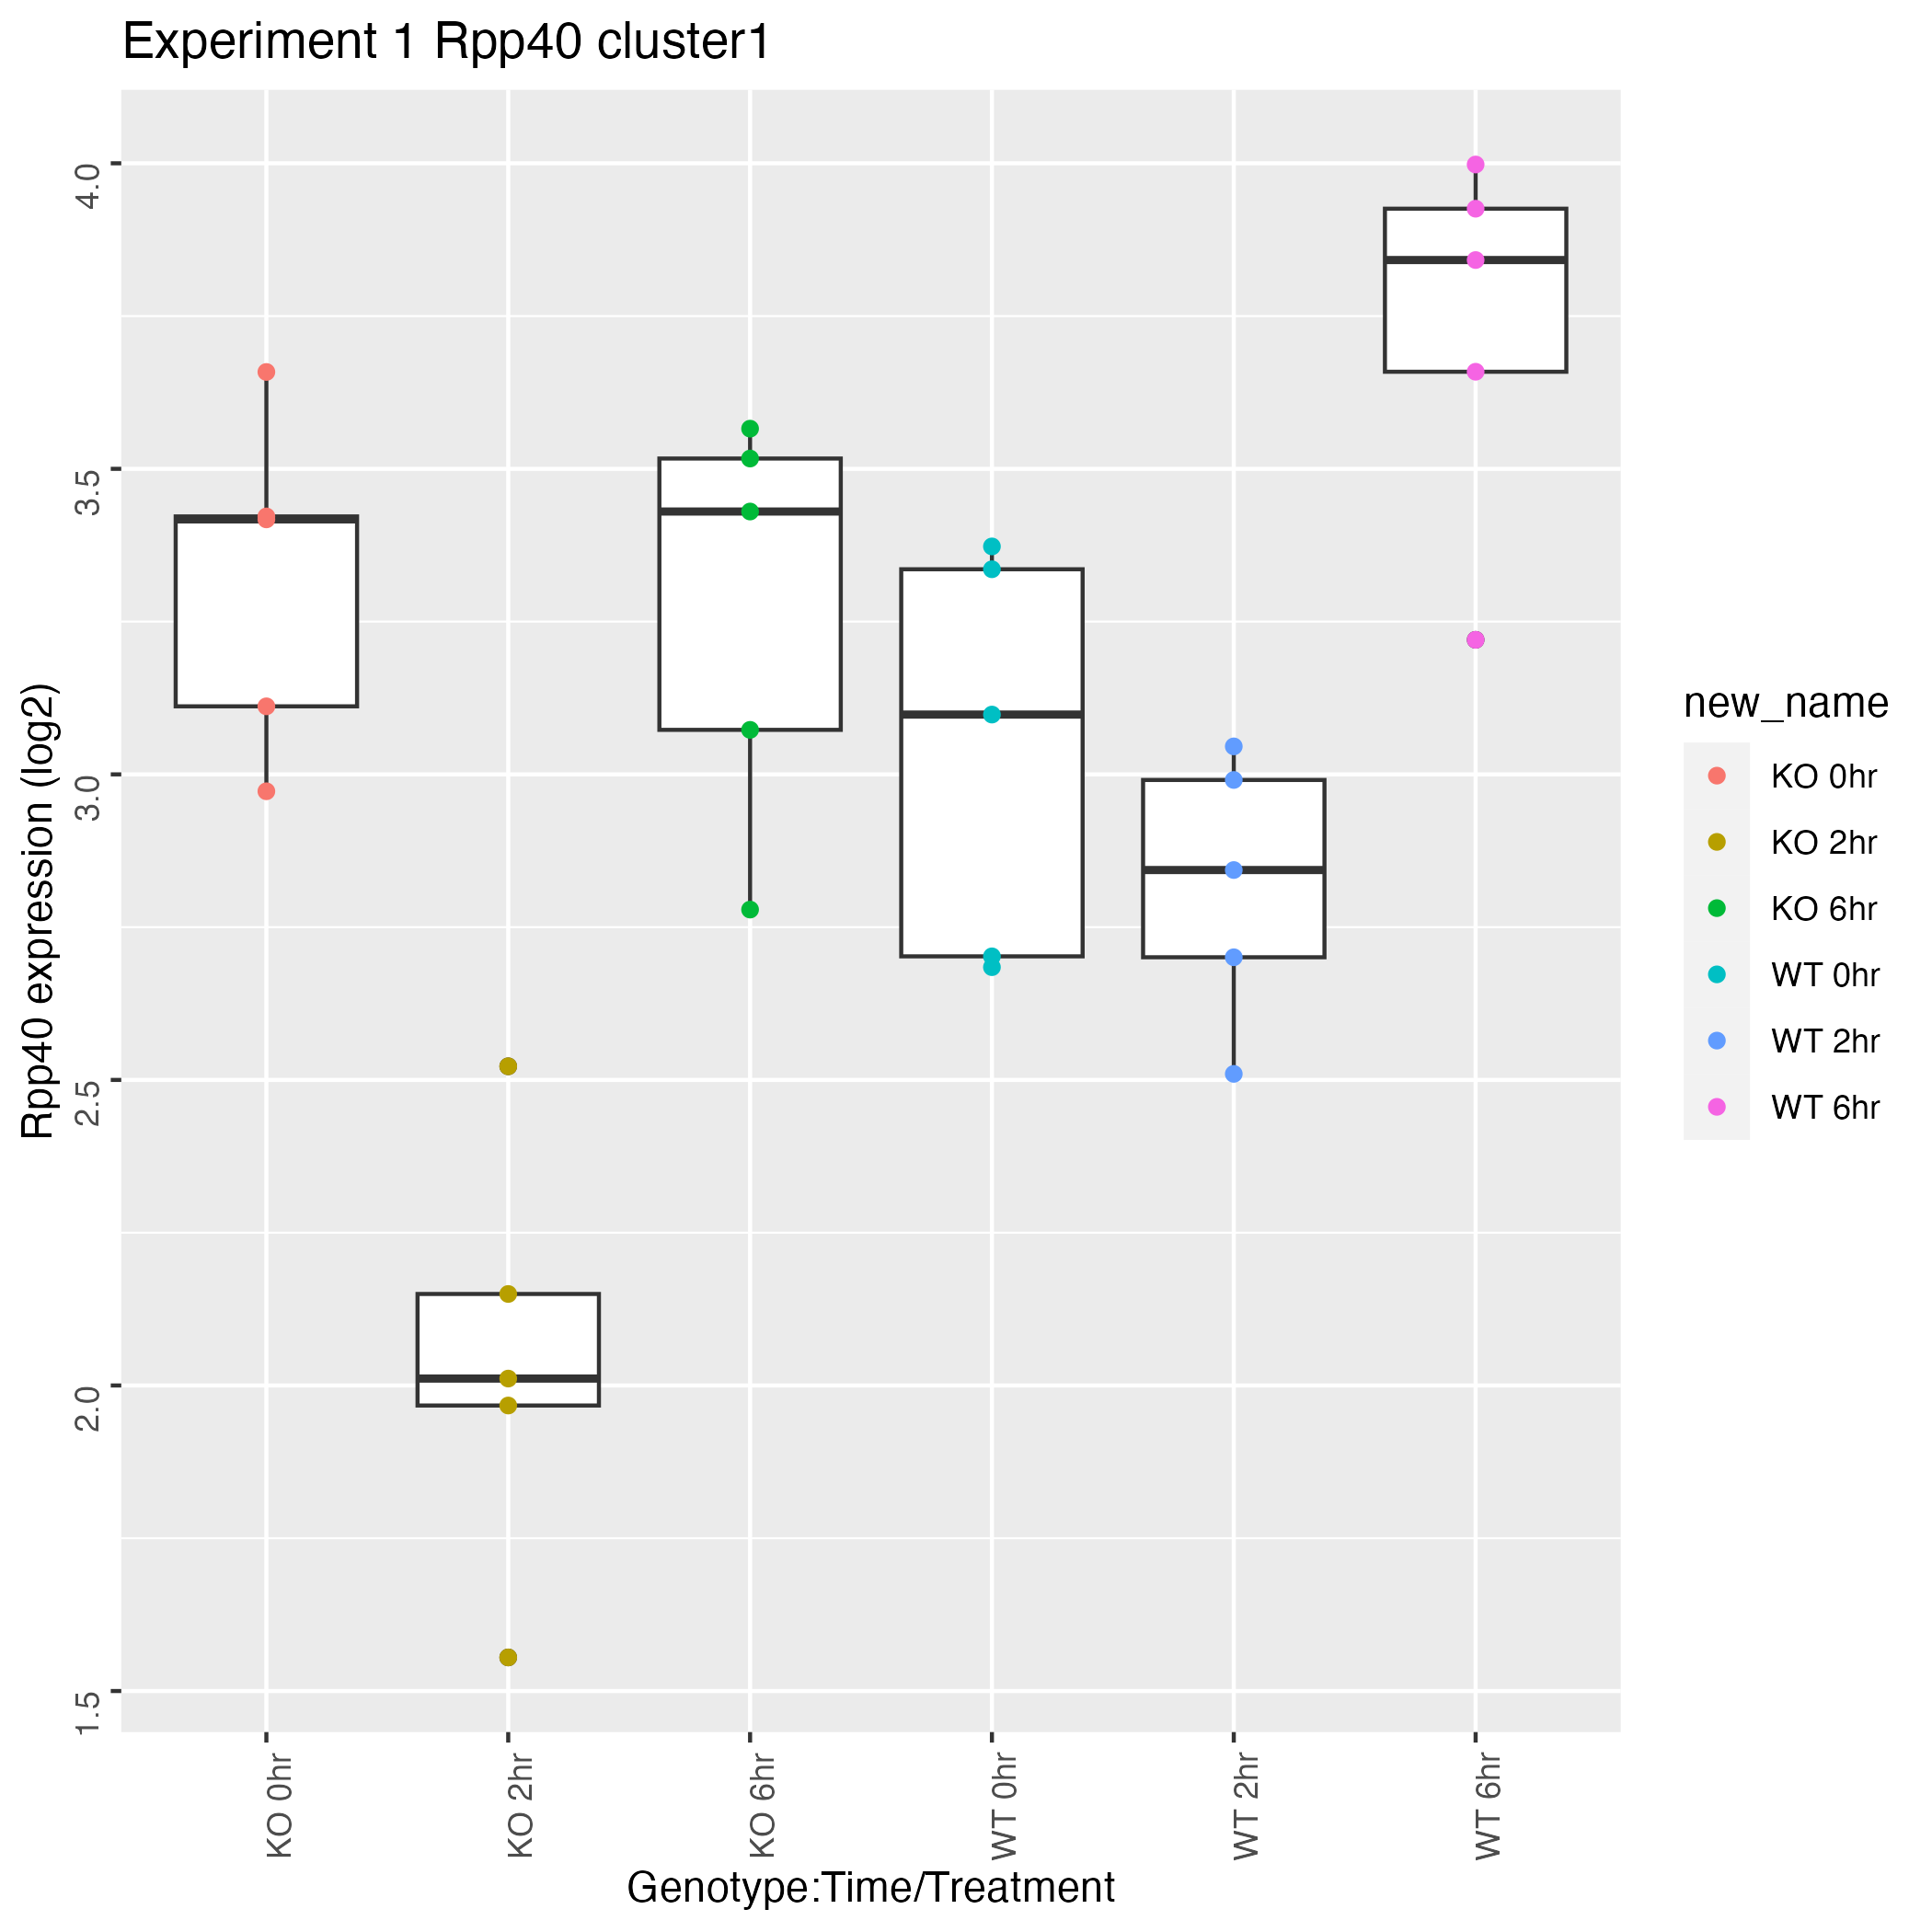 Experiment 1 Rpp40 cluster1
Rpp40 expression (log2)
4.0
3.5
3.0
2.5
2.0
1.5
KO 0hr
KO 2hr
KO 6hr
WT 0hr
WT 2hr
WT 6hr
Genotype:Time/Treatment
new_name
KO 0hr
KO 2hr
KO 6hr
WT 0hr
WT 2hr
WT 6hr